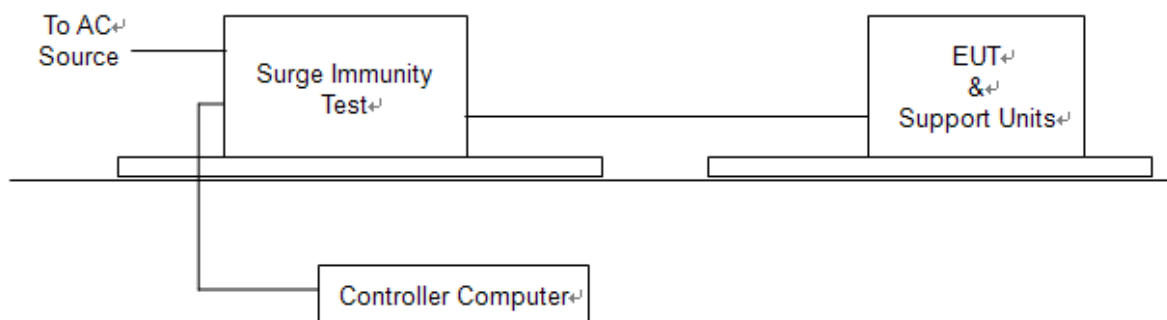 To AC↵
Source
Surge Immunity
Test↵
EUT↵
&↵
Support Units↵
Controller Computer↵